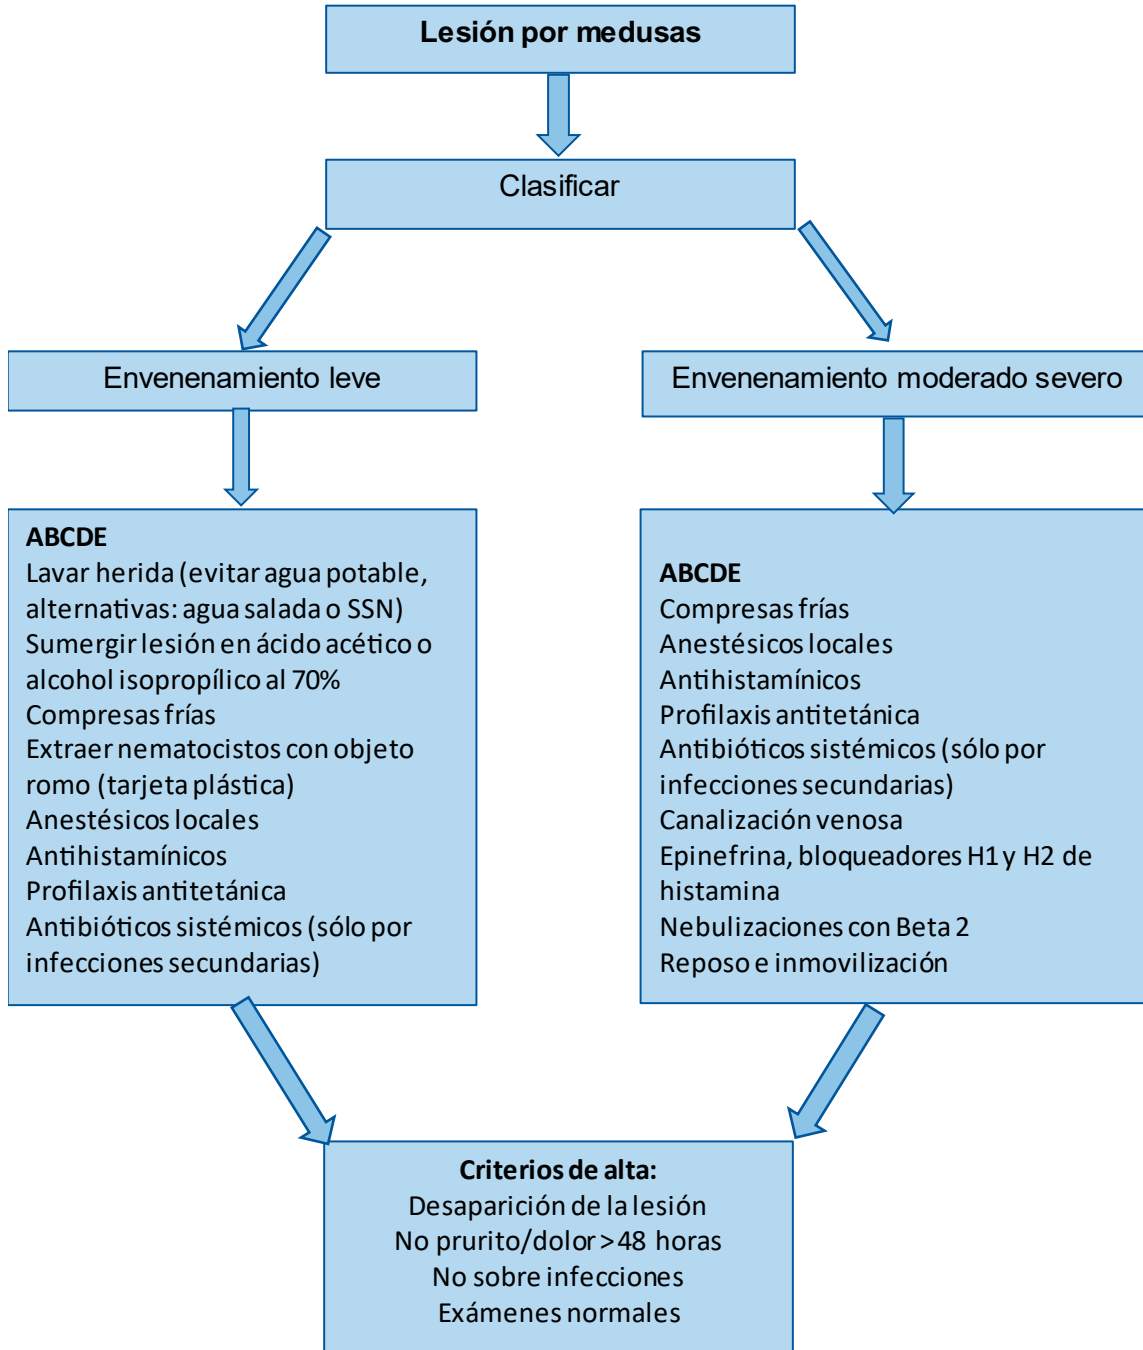 Lesión por medusas
Clasificar
Envenenamiento leve
Envenenamiento moderado severo
ABCDE
Lavar herida (evitar agua potable,
alternativas: agua salada o SSN)
Sumergir lesión en ácido acético o
alcohol isopropílico al 70%
Compresas frías
Extraer nematocistos con objeto
romo (tarjeta plástica)
Anestésicos locales
Antihistamínicos
Profilaxis antitetánica
Antibióticos sistémicos (sólo por
infecciones secundarias)
ABCDE
Compresas frías
Anestésicos locales
Antihistamínicos
Profilaxis antitetánica
Antibióticos sistémicos (sólo por
infecciones secundarias)
Canalización venosa
Epinefrina, bloqueadores H1 y H2 de
histamina
Nebulizaciones con Beta 2
Reposo e inmovilización
Criterios de alta:
Desaparición de la lesión
No prurito/dolor >48 horas
No sobre infecciones
Exámenes normales